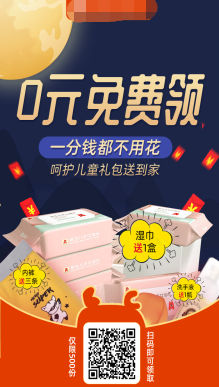 0元免费领
一分钱都不用花
呵护儿童礼包送到家
湿巾
送1盒
内裤
送三条
洗手液
送1瓶
仅限500份
扫码即可领取